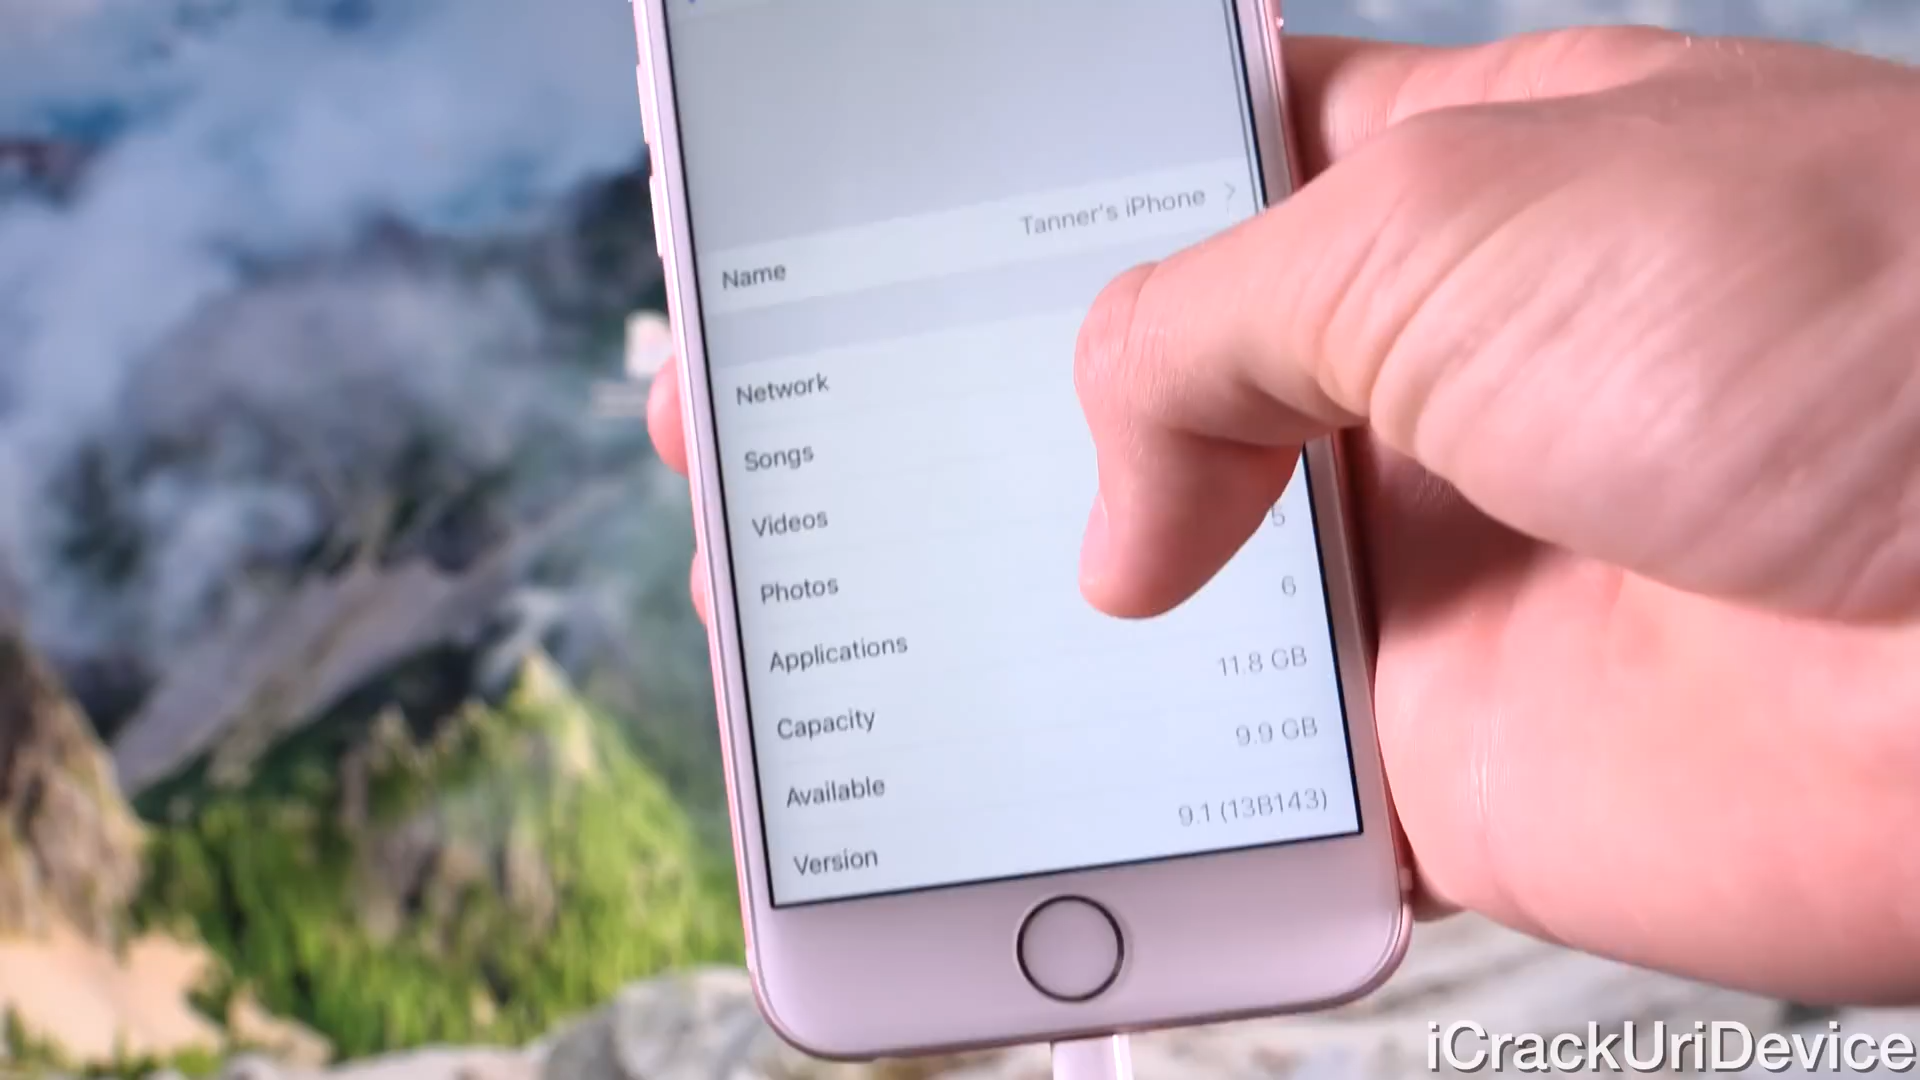 Name Tanner's iPhone
Network
Songs
Videos
Photos 5
Applications 6
Capacity 11.8 GB
Available 9.9 GB
Version 9.1 (13B143)
iCrackUriDevice